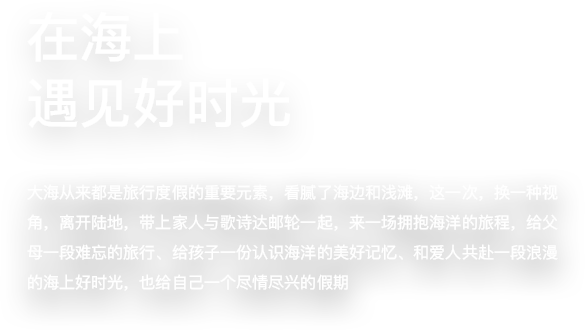 在海上
遇见好时光
大海从来都是旅行度假的重要元素，看腻了海边和浅滩，这一次，换一种视
角，离开陆地，带上家人与歌诗达邮轮一起，来一场拥抱海洋的旅程，给父
母一段难忘的旅行、给孩子一份认识海洋的美好记忆、和爱人共赴一段浪漫
的海上好时光，也给自己一个尽情尽兴的假期